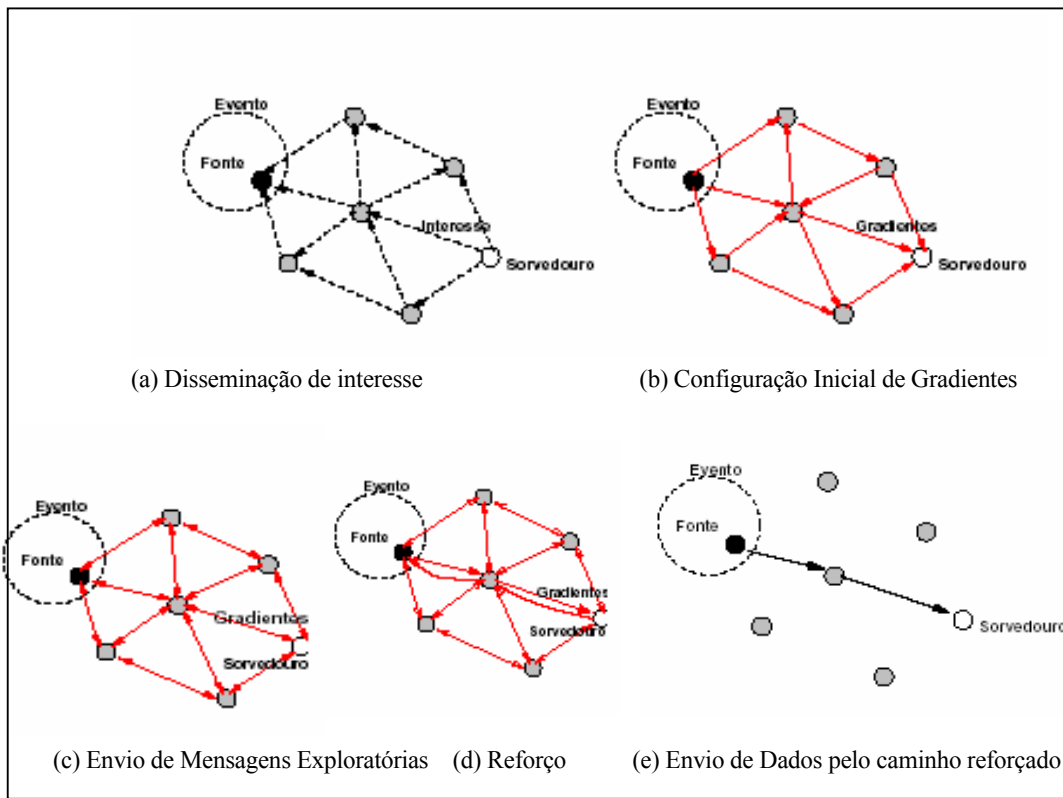 Evento
Fonte
Interesse
Sorvedouro
(a) Disseminação de interesse
Evento
Fonte
Gradientes
Sorvedouro
(b) Configuração Inicial de Gradientes
Evento
Fonte
Gradientes
Sorvedouro
(c) Envio de Mensagens Exploratórias
Evento
Fonte
Gradientes
Sorvedouro
(d) Reforço
Evento
Fonte
Sorvedouro
(e) Envio de Dados pelo caminho reforçado